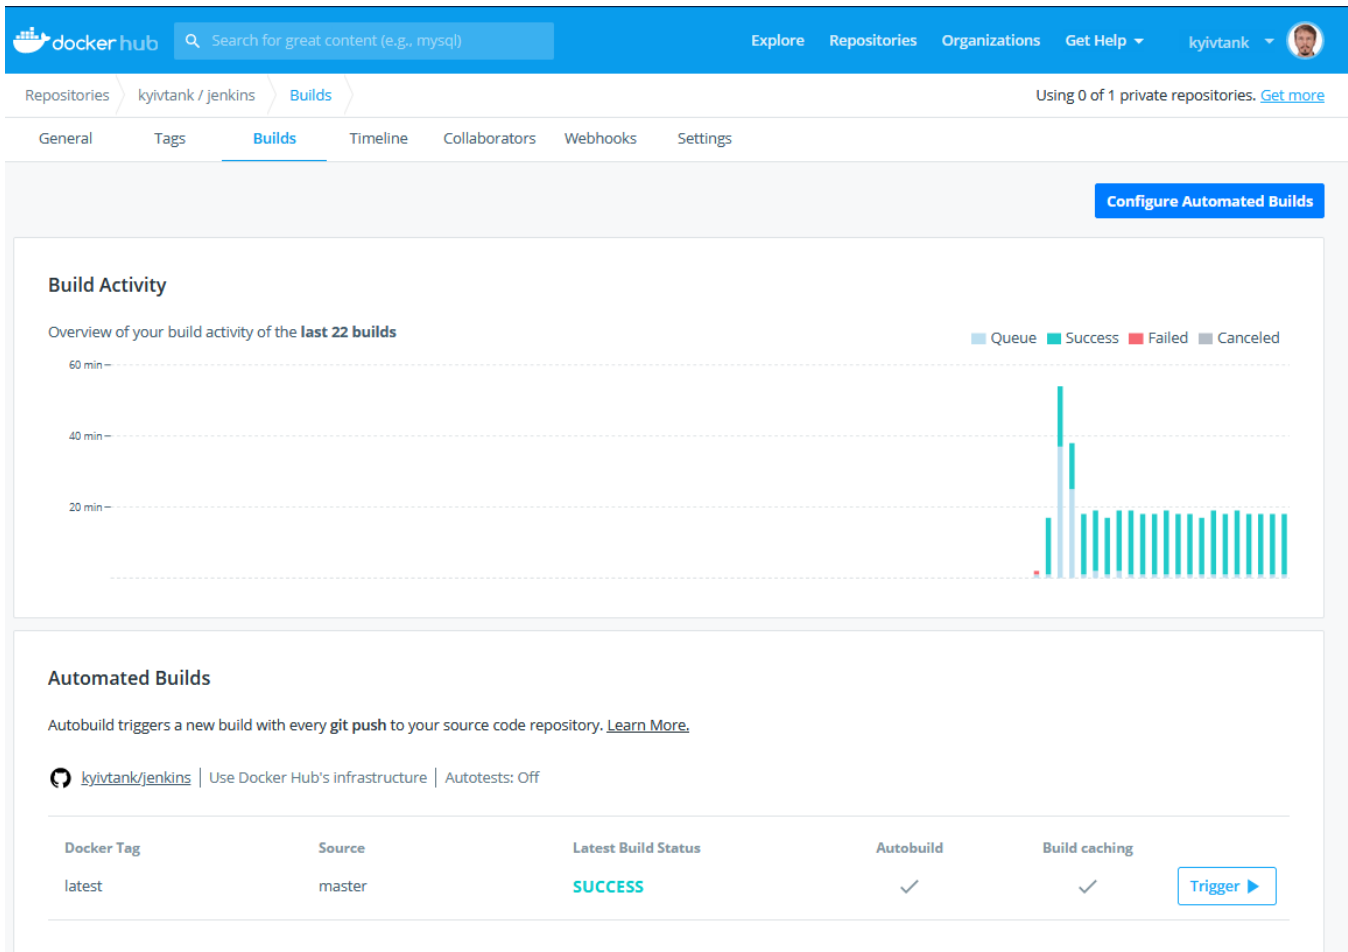 docker hub
Search for great content (e.g., mysql)
Explore
Repositories
Organizations
Get Help
kyivtank
Repositories
kyivtank / jenkins
Builds
Using 0 of 1 private repositories. Get more
General
Tags
Builds
Timeline
Collaborators
Webhooks
Settings
Configure Automated Builds
Build Activity
Overview of your build activity of the last 22 builds
Queue
Success
Failed
Canceled
60 min
40 min
20 min
Automated Builds
Autobuild triggers a new build with every git push to your source code repository. Learn More.
kyivtank/jenkins | Use Docker Hub's infrastructure | Autotests: Off
Docker Tag
Source
Latest Build Status
Autobuild
Build caching
latest
master
SUCCESS
Trigger